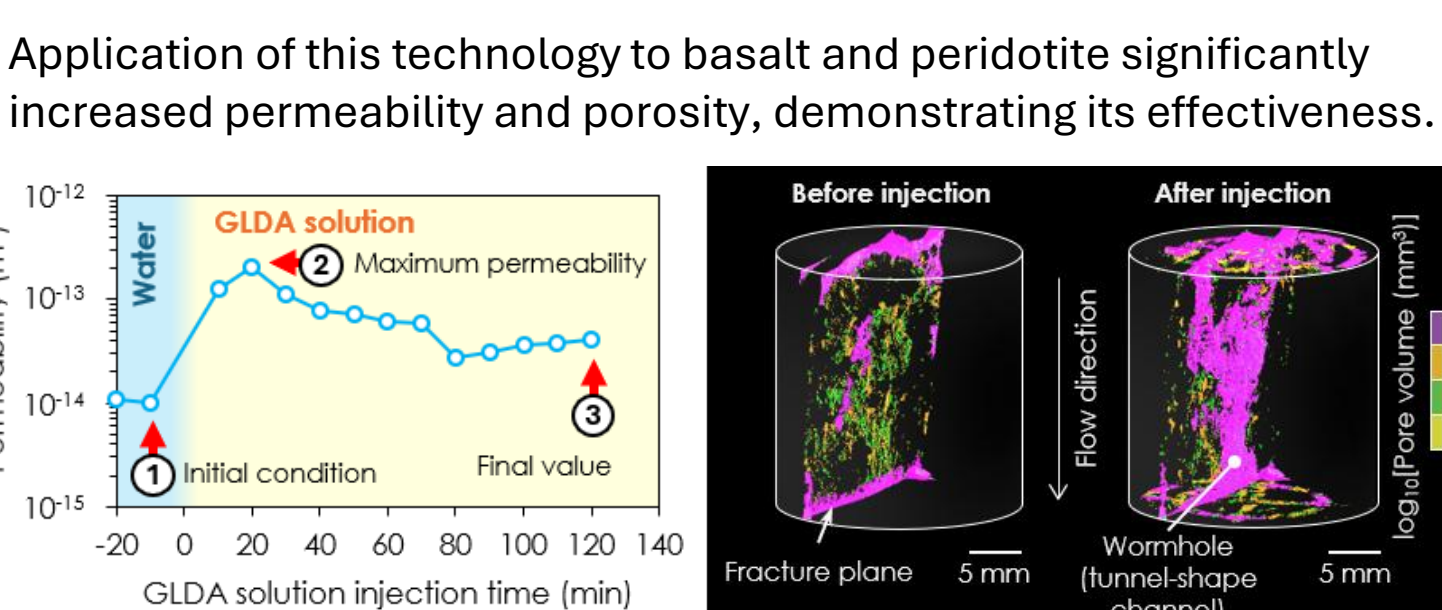 Application of this technology to basalt and peridotite significantly
increased permeability and porosity, demonstrating its effectiveness.
10-12
10-13
10-14
10-15
Water
GLDA solution
2 Maximum permeability
1 Initial condition
3
Final value
-20 0 20 40 60 80 100 120 140
GLDA solution injection time (min)
Before injection
After injection
Flow direction
Fracture plane
5 mm
Wormhole
(tunnel-shape
channel)
5 mm
log10[Pore volume (mm3)]